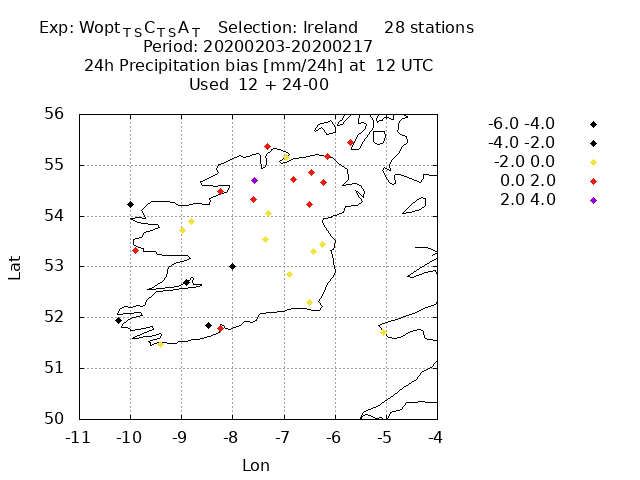 Exp: Wopt_TS C_TS A_T   Selection: Ireland     28 stations
Period: 20200203-20200217
24h Precipitation bias [mm/24h] at  12 UTC
Used  12 + 24-00
-6.0 -4.0
-4.0 -2.0
-2.0 0.0
0.0 2.0
2.0 4.0
56
55
54
53
52
51
50
Lat
-11 -10 -9 -8 -7 -6 -5 -4
Lon